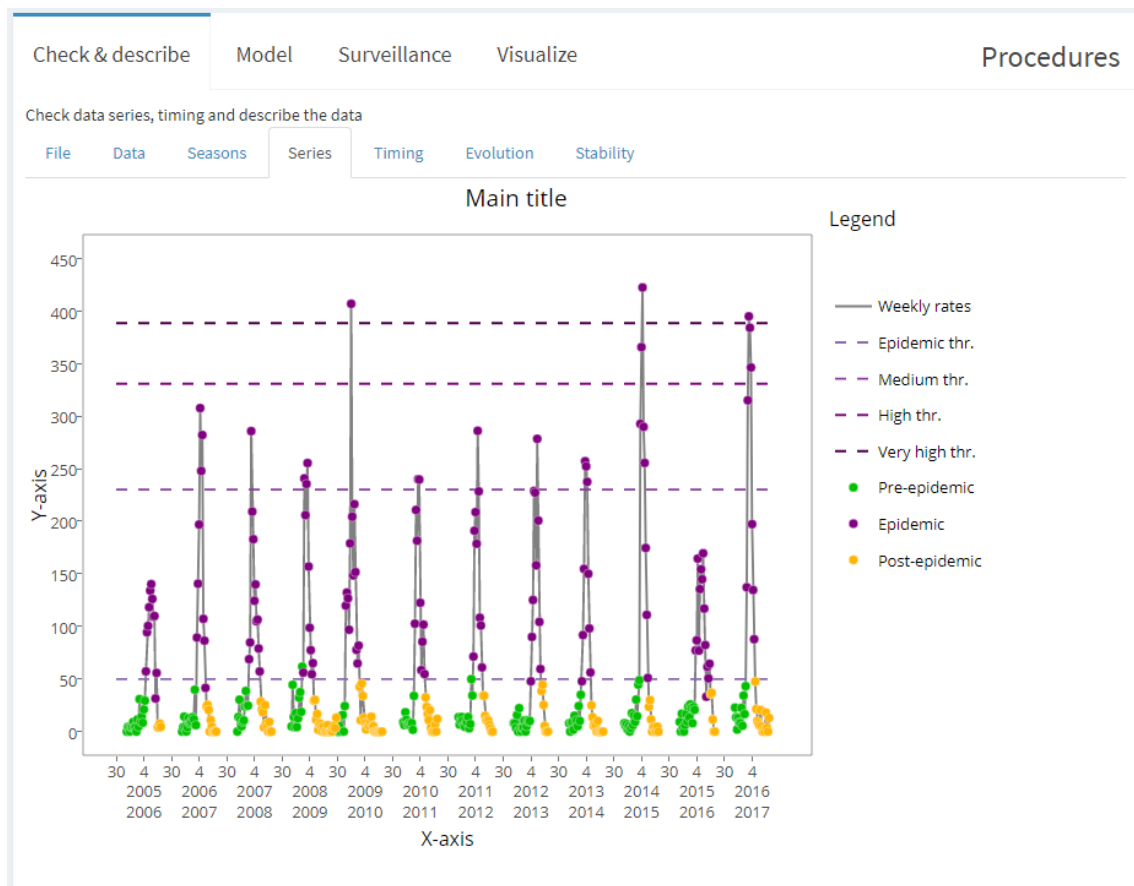 Check & describe Model Surveillance Visualize Procedures
Check data series, timing and describe the data
File Data Seasons Series Timing Evolution Stability
Main title
Legend
450
400
350
300
250
200
150
100
50
0
Y-axis
Weekly rates
Epidemic thr.
Medium thr.
High thr.
Very high thr.
Pre-epidemic
Epidemic
Post-epidemic
30 4 30 4 30 4 30 4 30 4 30 4 30 4 30 4 30 4 30 4 30 4 30 4
2005 2006 2007 2008 2009 2010 2011 2012 2013 2014 2015 2016
2006 2007 2008 2009 2010 2011 2012 2013 2014 2015 2016 2017
X-axis